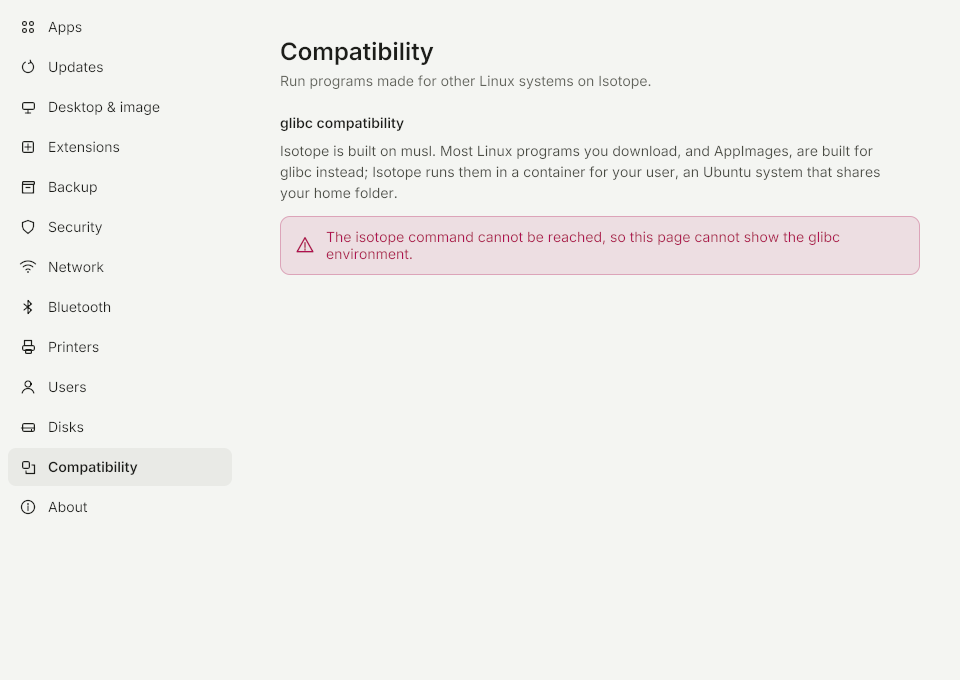 Apps
Updates
Desktop & image
Extensions
Backup
Security
Network
Bluetooth
Printers
Users
Disks
Compatibility
About
Compatibility
Run programs made for other Linux systems on Isotope.
glibc compatibility
Isotope is built on musl. Most Linux programs you download, and AppImages, are built for
glibc instead; Isotope runs them in a container for your user, an Ubuntu system that shares
your home folder.
The isotope command cannot be reached, so this page cannot show the glibc
environment.